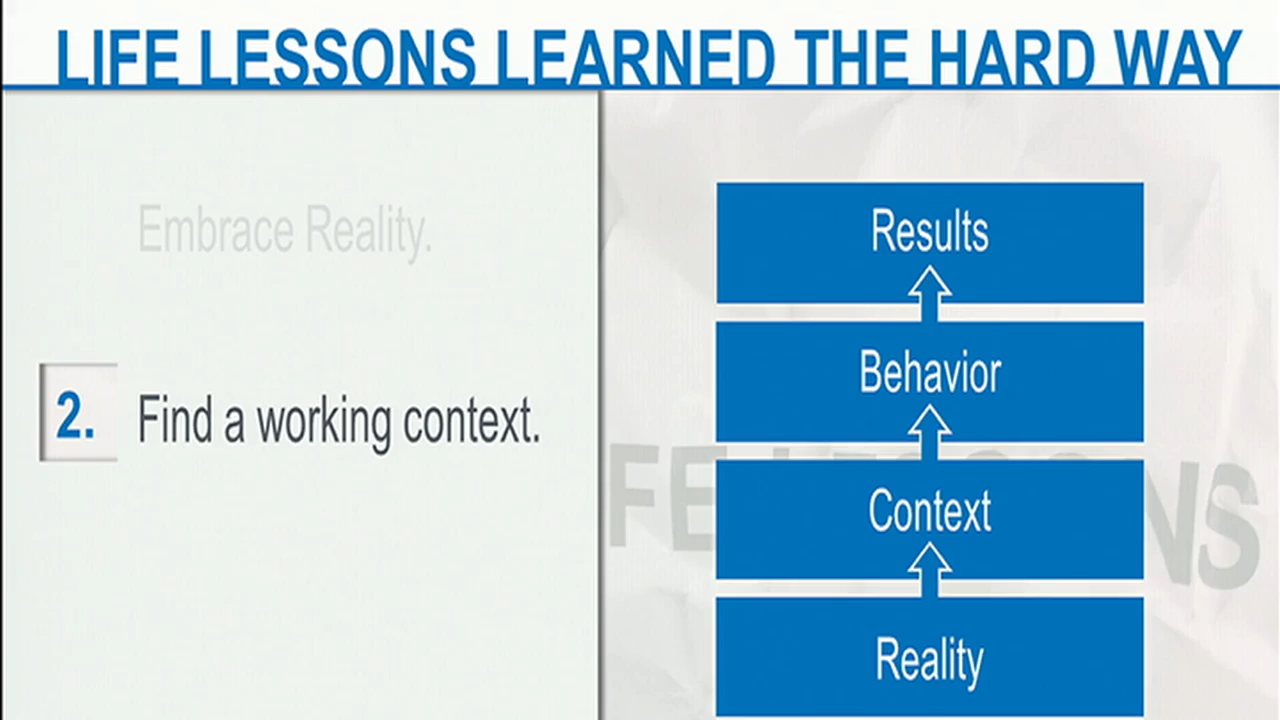 LIFE LESSONS LEARNED THE HARD WAY
Embrace Reality.
2. Find a working context.
Results
Behavior
Context
Reality